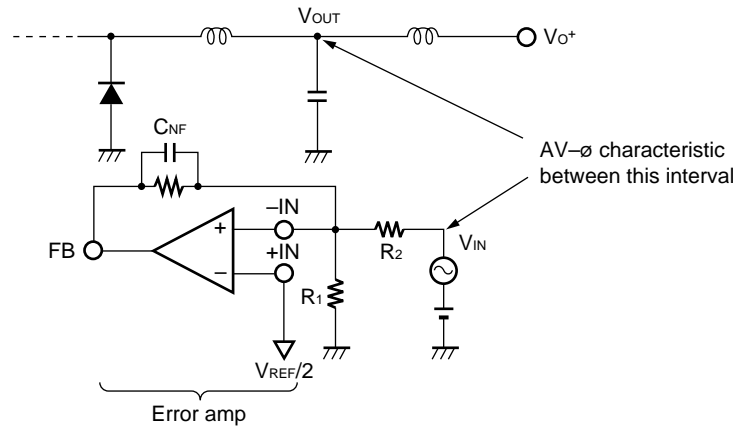 VOUT
VO+
CNF
AV–ø characteristic
between this interval
–IN
+
FB
+IN
–
R2
VIN
R1
VREF/2
Error amp